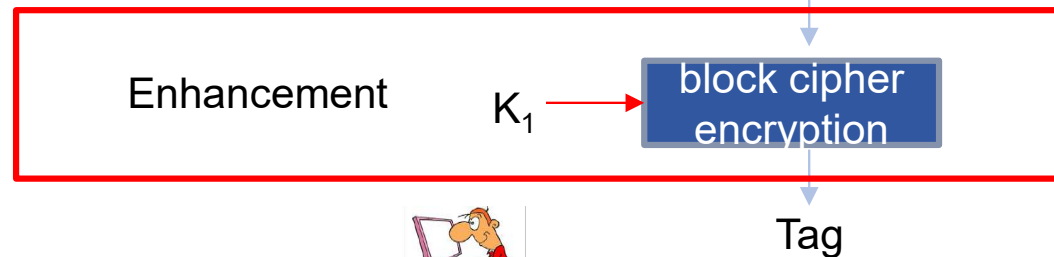 Enhancement
K₁
block cipher
encryption
Tag